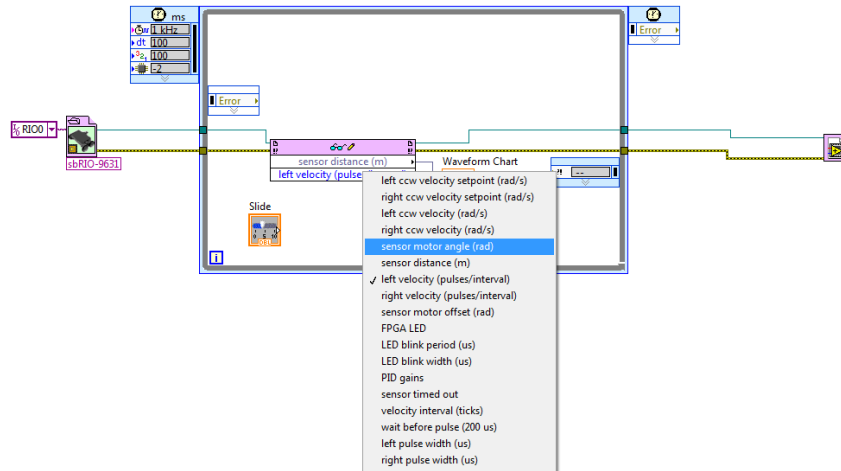 ms
1 kHz
dt 100
100
-2
Error
Error
RIO0
sbRIO-9631
sensor distance (m)
left velocity (pulse
Waveform Chart
--
Slide
i
left ccw velocity setpoint (rad/s)
right ccw velocity setpoint (rad/s)
left ccw velocity (rad/s)
right ccw velocity (rad/s)
sensor motor angle (rad)
sensor distance (m)
✓ left velocity (pulses/interval)
right velocity (pulses/interval)
sensor motor offset (rad)
FPGA LED
LED blink period (us)
LED blink width (us)
PID gains
sensor timed out
velocity interval (ticks)
wait before pulse (200 us)
left pulse width (us)
right pulse width (us)